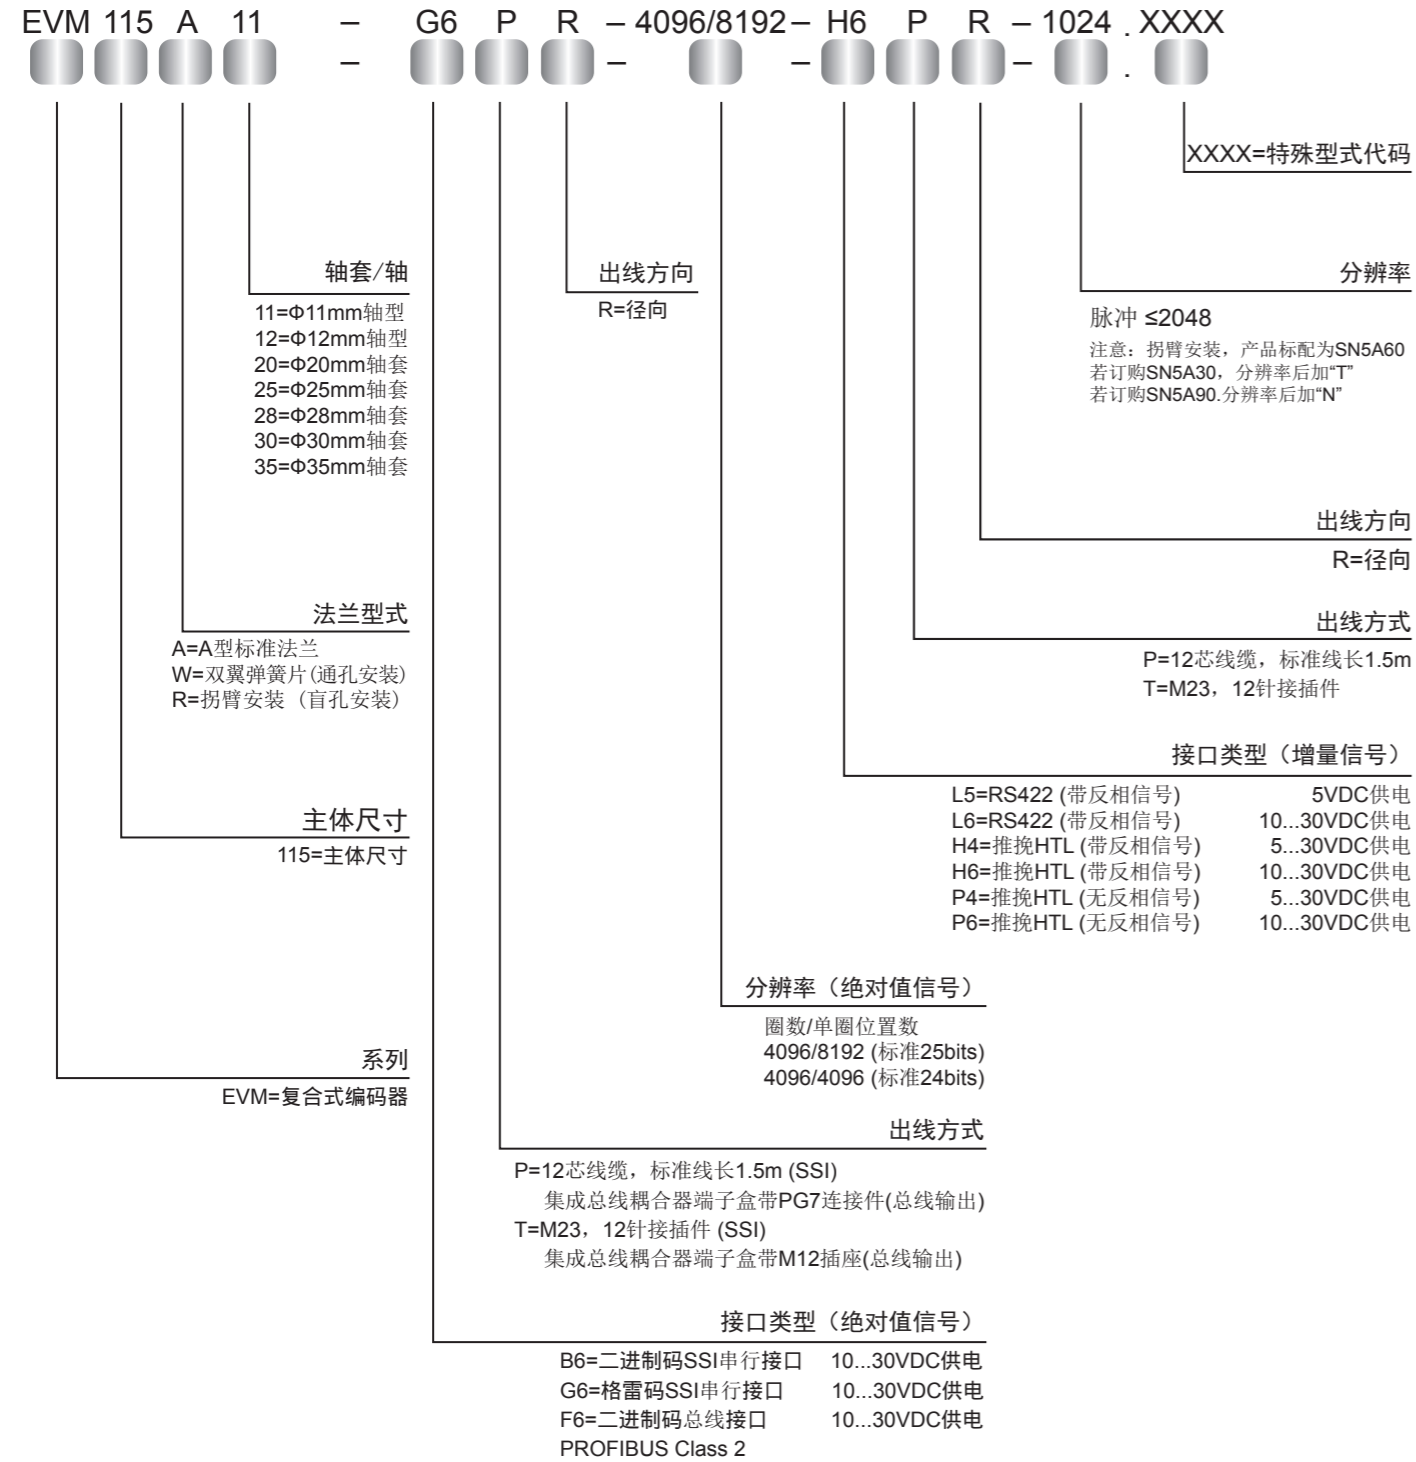 EVM 115 A 11 – G6 P R – 4096/8192 – H6 P R – 1024 . XXXX
– – – – .
XXXX=特殊型式代码
轴套/轴
11=Φ11mm轴型
12=Φ12mm轴型
20=Φ20mm轴套
25=Φ25mm轴套
28=Φ28mm轴套
30=Φ30mm轴套
35=Φ35mm轴套
出线方向
R=径向
分辨率
脉冲 ≤2048
注意：拐臂安装，产品标配为SN5A60
若订购SN5A30，分辨率后加“T”
若订购SN5A90.分辨率后加“N”
出线方向
R=径向
法兰型式
A=A型标准法兰
W=双翼弹簧片(通孔安装)
R=拐臂安装 (盲孔安装)
出线方式
P=12芯线缆，标准线长1.5m
T=M23，12针接插件
接口类型（增量信号）
L5=RS422 (带反相信号) 5VDC供电
L6=RS422 (带反相信号) 10...30VDC供电
H4=推挽HTL (带反相信号) 5...30VDC供电
H6=推挽HTL (带反相信号) 10...30VDC供电
P4=推挽HTL (无反相信号) 5...30VDC供电
P6=推挽HTL (无反相信号) 10...30VDC供电
主体尺寸
115=主体尺寸
分辨率（绝对值信号）
圈数/单圈位置数
4096/8192 (标准25bits)
4096/4096 (标准24bits)
系列
EVM=复合式编码器
出线方式
P=12芯线缆，标准线长1.5m (SSI)
集成总线耦合器端子盒带PG7连接件(总线输出)
T=M23，12针接插件 (SSI)
集成总线耦合器端子盒带M12插座(总线输出)
接口类型（绝对值信号）
B6=二进制码SSI串行接口 10...30VDC供电
G6=格雷码SSI串行接口 10...30VDC供电
F6=二进制码总线接口 10...30VDC供电
PROFIBUS Class 2